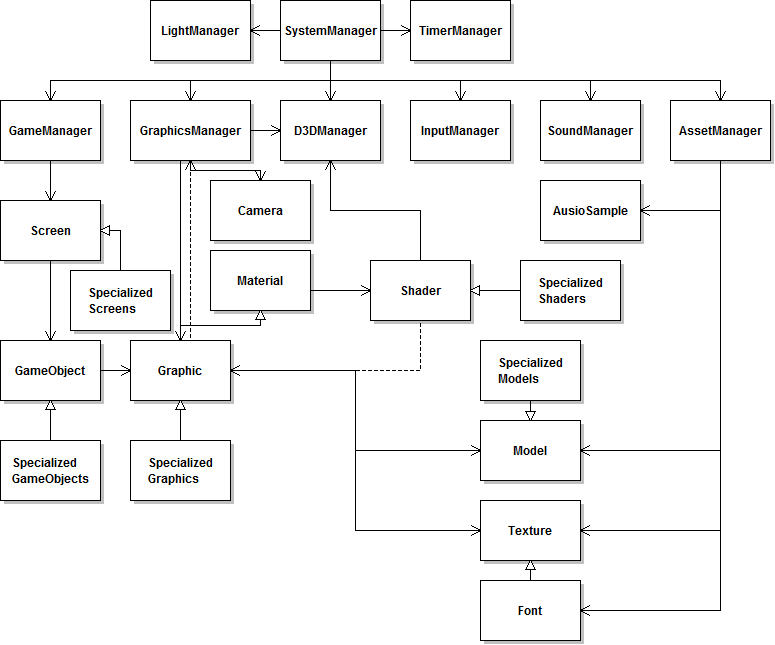 LightManager
SystemManager
TimerManager
GameManager
GraphicsManager
D3DManager
InputManager
SoundManager
AssetManager
Camera
AusioSample
Screen
Material
Shader
Specialized
Shaders
Specialized
Screens
GameObject
Graphic
Specialized
Models
Specialized
GameObjects
Specialized
Graphics
Model
Texture
Font